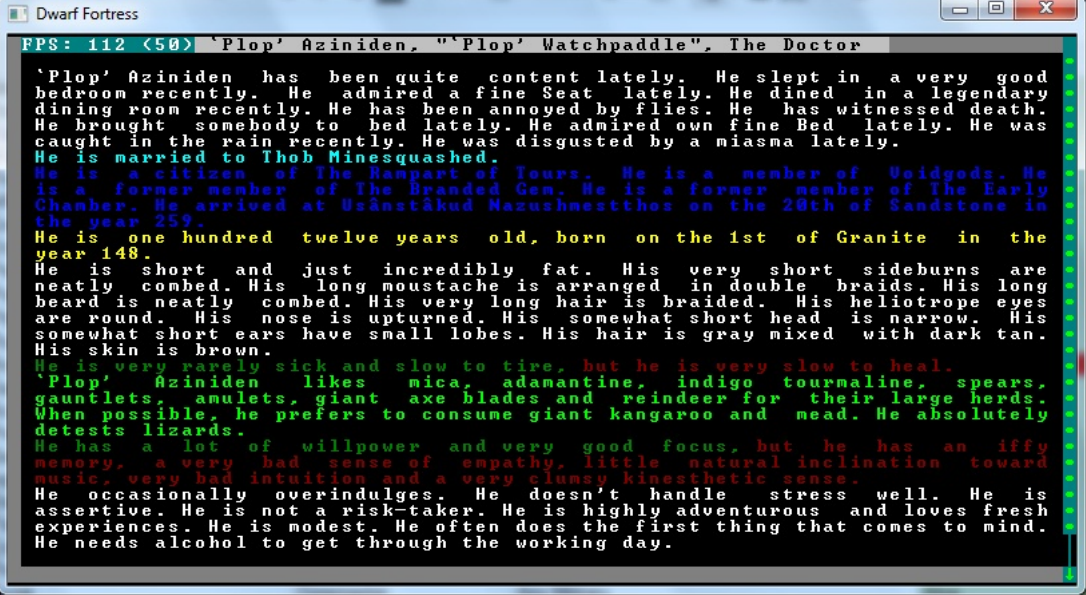 Dwarf Fortress
FPS: 112 (50) `Plop' Aziniden, "`Plop' Watchpaddle", The Doctor
`Plop' Aziniden has been quite content lately. He slept in a very good
bedroom recently. He admired a fine Seat lately. He dined in a legendary
dining room recently. He has been annoyed by flies. He has witnessed death.
He brought somebody to bed lately. He admired own fine Bed lately. He was
caught in the rain recently. He was disgusted by a miasma lately.
He is married to Thob Minesquashed.
He is a citizen of The Rampart of Tours. He is a member of Voidgods. He
is a former member of The Branded Gem. He is a former member of The Early
Chamber. He arrived at Usânstâkud Nazushmestthos on the 20th of Sandstone in
the year 259.
He is one hundred twelve years old, born on the 1st of Granite in the
year 148.
He is short and just incredibly fat. His very short sideburns are
neatly combed. His long moustache is arranged in double braids. His long
beard is neatly combed. His very long hair is braided. His heliotrope eyes
are round. His nose is upturned. His somewhat short head is narrow. His
somewhat short ears have small lobes. His hair is gray mixed with dark tan.
His skin is brown.
He is very rarely sick and slow to tire, but he is very slow to heal.
`Plop' Aziniden likes mica, adamantine, indigo tourmaline, spears,
gauntlets, amulets, giant axe blades and reindeer for their large herds.
When possible, he prefers to consume giant kangaroo and mead. He absolutely
detests lizards.
He has a lot of willpower and very good focus, but he has an iffy
memory, a very bad sense of empathy, little natural inclination toward
music, very bad intuition and a very clumsy kinesthetic sense.
He occasionally overindulges. He doesn't handle stress well. He is
assertive. He is not a risk-taker. He is highly adventurous and loves fresh
experiences. He is modest. He often does the first thing that comes to mind.
He needs alcohol to get through the working day.